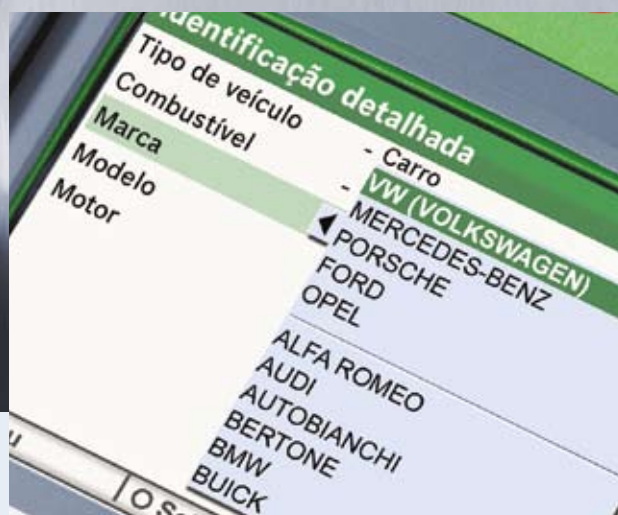 Identificação detalhada
Tipo de veículo - Carro
Combustível -
Marca VW (VOLKSWAGEN)
Modelo MERCEDES-BENZ
Motor PORSCHE
FORD
OPEL
ALFA ROMEO
AUDI
AUTOBIANCHI
BERTONE
BMW
BUICK